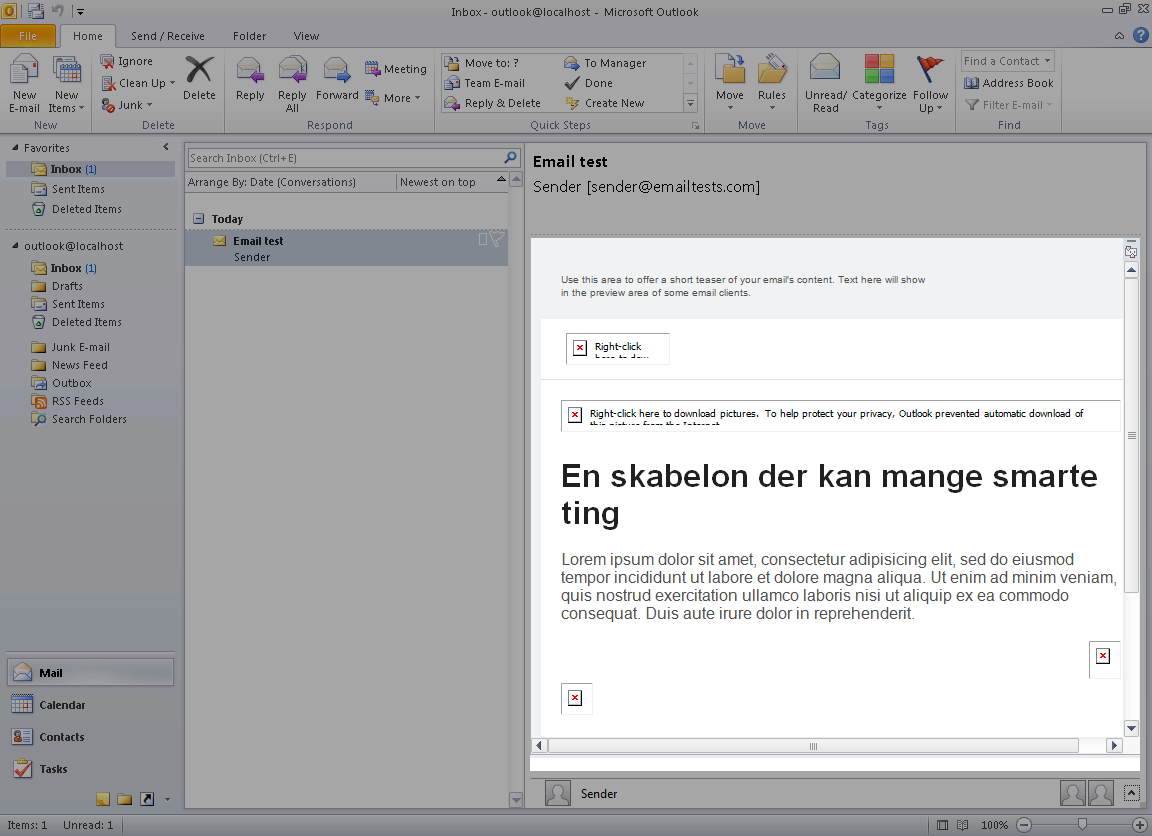 Inbox - outlook@localhost - Microsoft Outlook
File Home Send / Receive Folder View
New E-mail
New Items
New
Ignore
Clean Up
Junk
Delete
Delete
Reply
Reply All
Forward
Meeting
More
Respond
Move to: ?
Team E-mail
Reply & Delete
To Manager
Done
Create New
Quick Steps
Move
Rules
Move
Unread/ Read
Categorize
Follow Up
Tags
Find a Contact
Address Book
Filter E-mail
Find
Favorites
Inbox (1)
Sent Items
Deleted Items
outlook@localhost
Inbox (1)
Drafts
Sent Items
Deleted Items
Junk E-mail
News Feed
Outbox
RSS Feeds
Search Folders
Mail
Calendar
Contacts
Tasks
Search Inbox (Ctrl+E)
Arrange By: Date (Conversations) Newest on top
Today
Email test
Sender
Email test
Sender [sender@emailtests.com]
Use this area to offer a short teaser of your email's content. Text here will show
in the preview area of some email clients.
Right-click
Right-click here to download pictures. To help protect your privacy, Outlook prevented automatic download of
this picture from the Internet.
En skabelon der kan mange smarte
ting
Lorem ipsum dolor sit amet, consectetur adipisicing elit, sed do eiusmod
tempor incididunt ut labore et dolore magna aliqua. Ut enim ad minim veniam,
quis nostrud exercitation ullamco laboris nisi ut aliquip ex ea commodo
consequat. Duis aute irure dolor in reprehenderit.
Sender
Items: 1 Unread: 1
100%